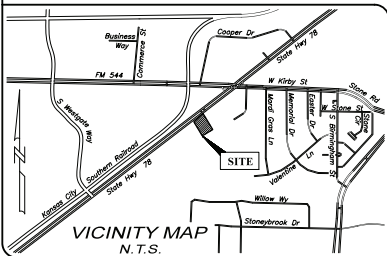 Business
Way
Commerce St
Cooper Dr
State Hwy 78
FM 544
W Kirby St
Stone Rd
S Westgate Way
Mardi Gras Ln
Memorial Dr
Easter Dr
W Stone St
S Birmingham St
Stone Cir
SITE
Valentine Ln
Kansas City Southern Railroad
State Hwy 78
N
Willow Wy
Stoneybrook Dr
VICINITY MAP
N.T.S.